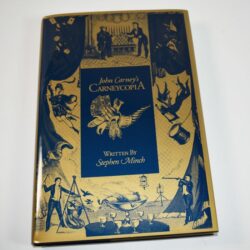 John Carney's
CARNEYCOPIA
WRITTEN BY
Stephen Minch